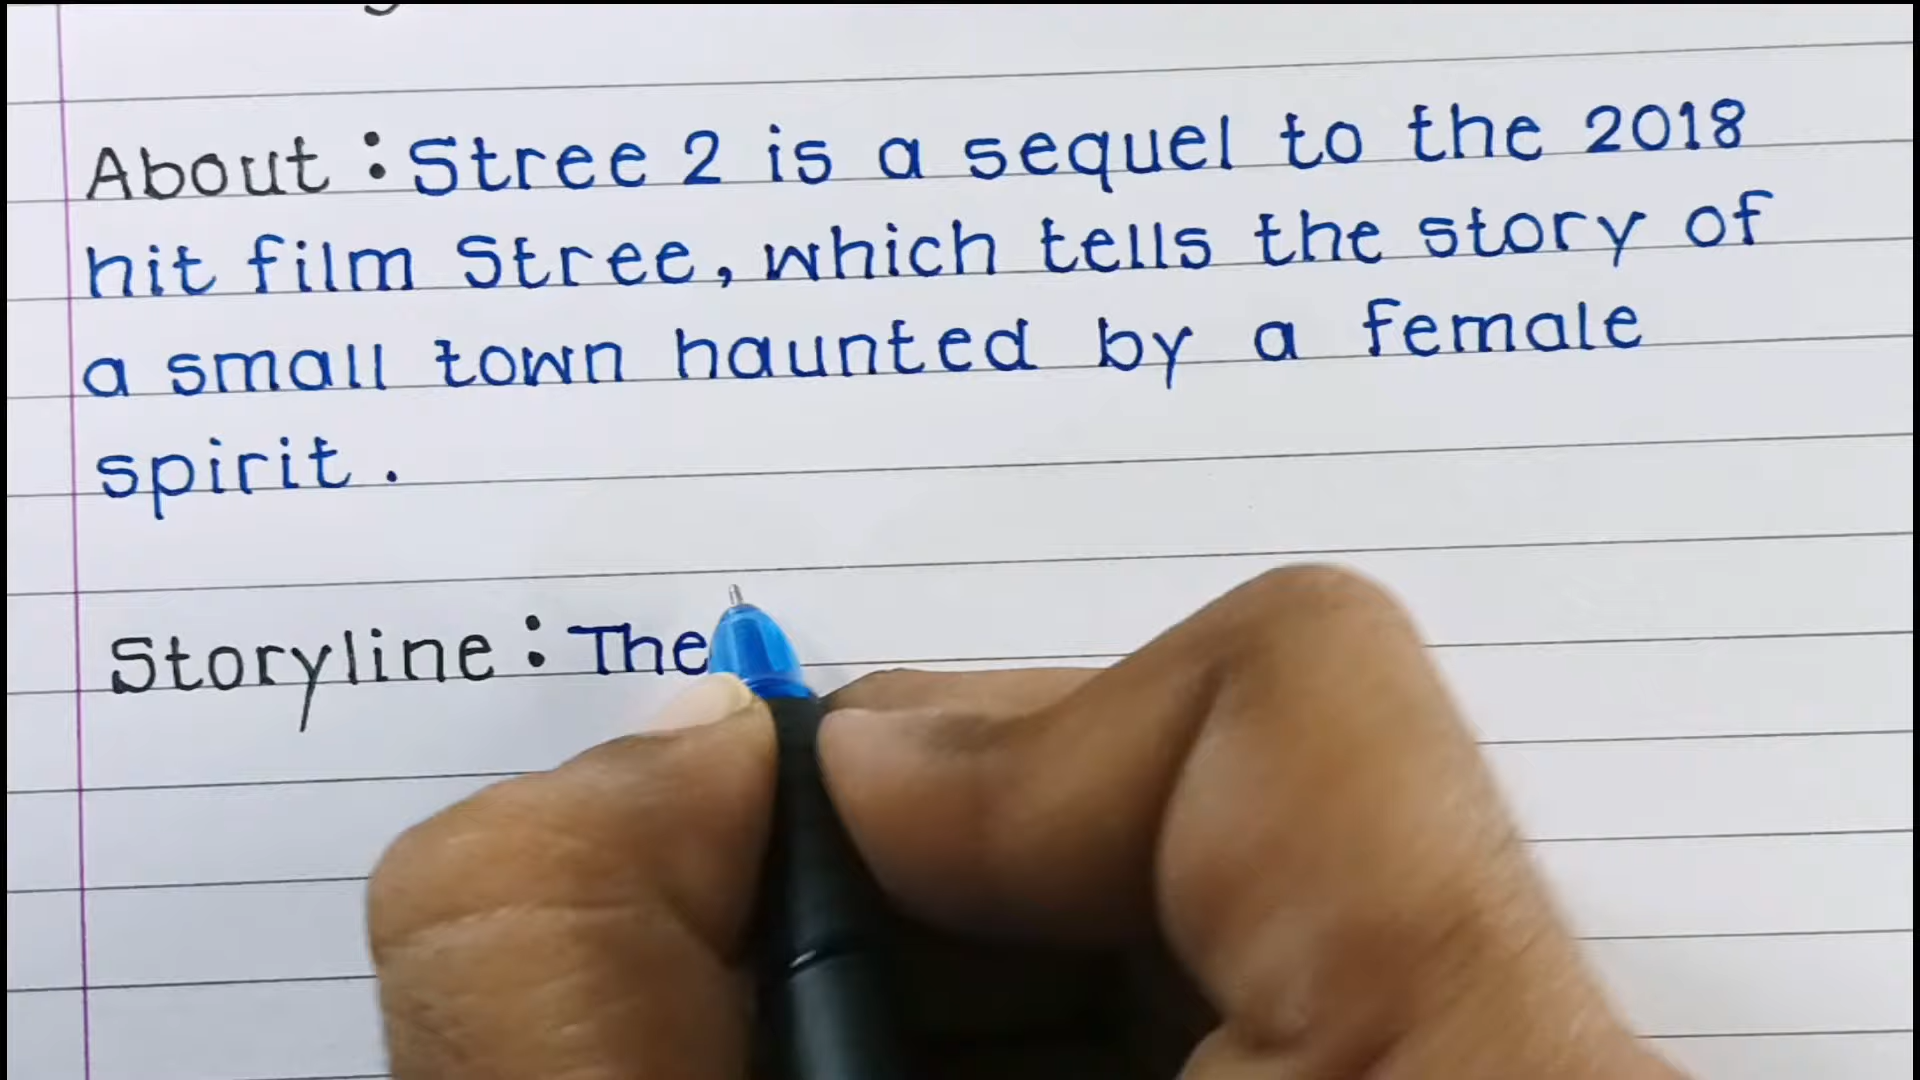 About : Stree 2 is a sequel to the 2018
hit film Stree, which tells the story of
a small town haunted by a female
spirit.
Storyline : The